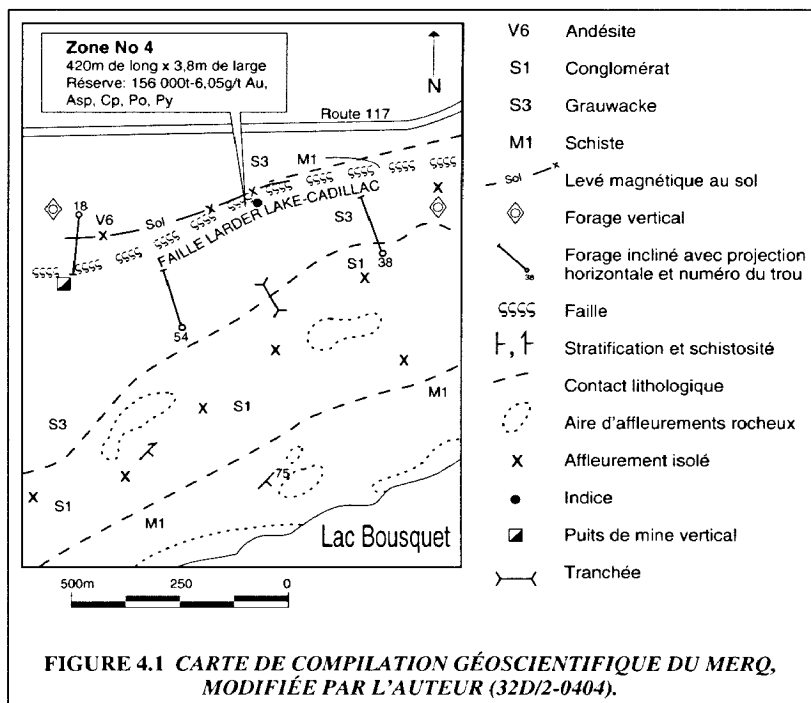 Zone No 4
420m de long x 3,8m de large
Réserve: 156 000t-6,05g/t Au,
Asp, Cp, Po, Py
N
Route 117
S3
M1
18
V6
Sol
FAILLE LARDER LAKE-CADILLAC
S3
38
S1
54
S3
S1
M1
S1
M1
75
Lac Bousquet
500m 250 0
V6 Andésite
S1 Conglomérat
S3 Grauwacke
M1 Schiste
Sol Levé magnétique au sol
Forage vertical
Forage incliné avec projection
38 horizontale et numéro du trou
Faille
Stratification et schistosité
Contact lithologique
Aire d'affleurements rocheux
Affleurement isolé
Indice
Puits de mine vertical
Tranchée
FIGURE 4.1 CARTE DE COMPILATION GÉOSCIENTIFIQUE DU MERQ,
MODIFIÉE PAR L'AUTEUR (32D/2-0404).